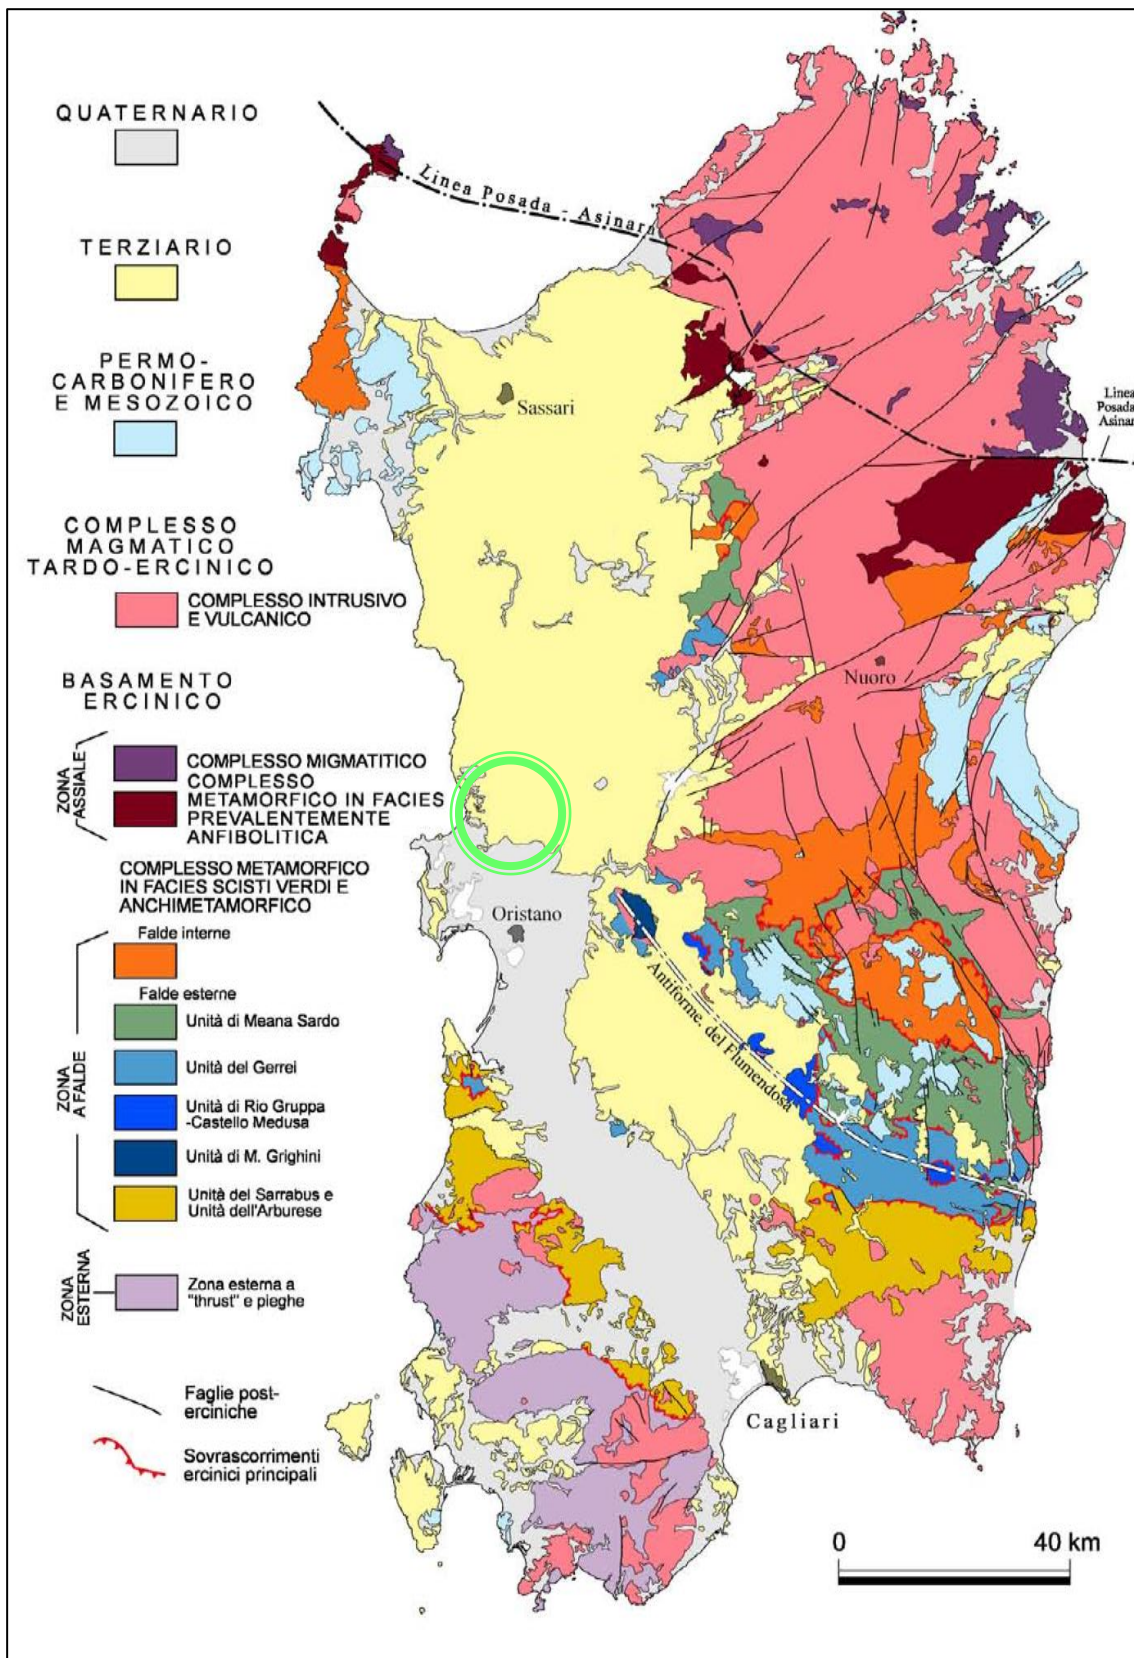 QUATERNARIO
TERZIARIO
PERMO-
CARBONIFERO
E MESOZOICO
COMPLESSO
MAGMATICO
TARDO-ERCINICO
COMPLESSO INTRUSIVO
E VULCANICO
BASAMENTO
ERCINICO
ZONA
ASSIALE
COMPLESSO MIGMATITICO
COMPLESSO
METAMORFICO IN FACIES
PREVALENTEMENTE
ANFIBOLITICA
COMPLESSO METAMORFICO
IN FACIES SCISTI VERDI E
ANCHIMETAMORFICO
ZONA
A FALDE
Falde interne
Falde esterne
Unità di Meana Sardo
Unità del Gerrei
Unità di Rio Gruppa
-Castello Medusa
Unità di M. Grighini
Unità del Sarrabus e
Unità dell'Arburese
ZONA
ESTERNA
Zona esterna a
"thrust" e pieghe
Faglie post-
erciniche
Sovrascorrimenti
ercinici principali
Linea Posada - Asinara
Sassari
Linea
Posada
Asinar
Nuoro
Oristano
Antiforme. del Flumendosa
Cagliari
0 40 km